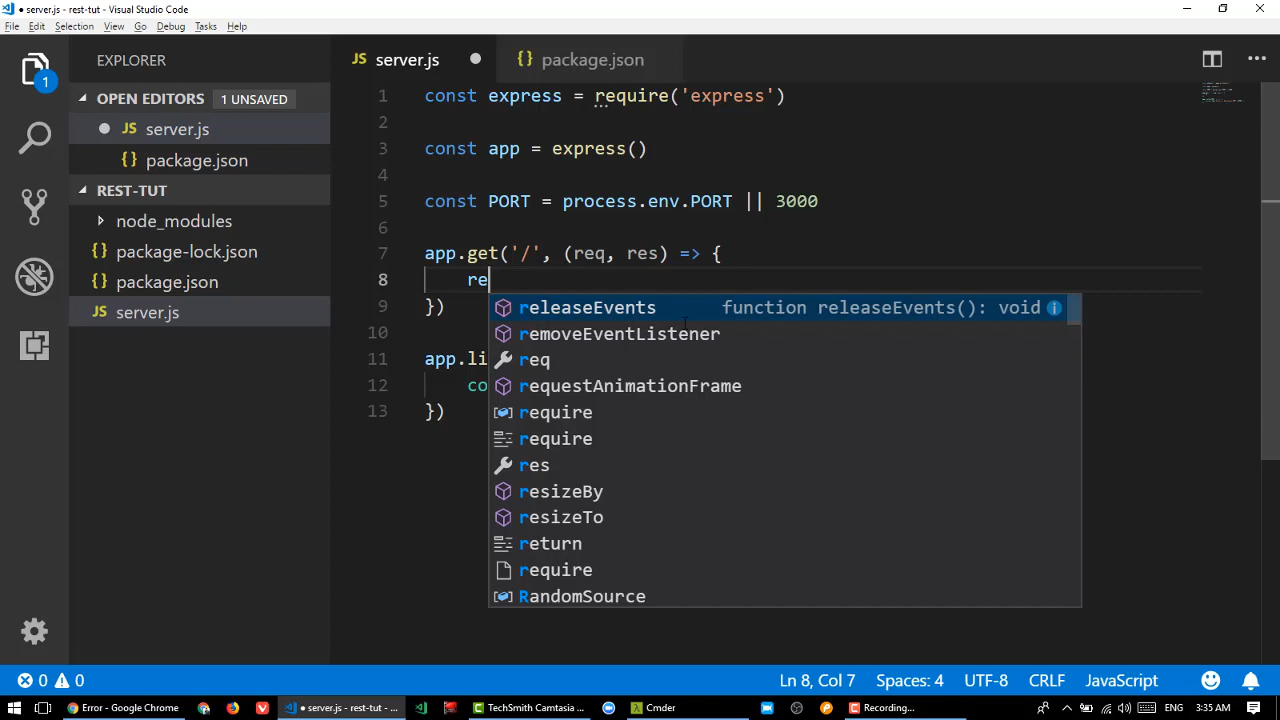 ● server.js - rest-tut - Visual Studio Code
File Edit Selection View Go Debug Tasks Help
EXPLORER
JS server.js ●
{} package.json
OPEN EDITORS 1 UNSAVED
● JS server.js
{} package.json
REST-TUT
node_modules
{} package-lock.json
{} package.json
JS server.js
1
1 const express = require('express')
2
3 const app = express()
4
5 const PORT = process.env.PORT || 3000
6
7 app.get('/', (req, res) => {
8 re
9 })
10
11 app.li
12 co
13 })
releaseEvents function releaseEvents(): void
removeEventListener
req
requestAnimationFrame
require
require
res
resizeBy
resizeTo
return
require
RandomSource
0 0 Ln 8, Col 7 Spaces: 4 UTF-8 CRLF JavaScript
Error - Google Chrome ● server.js - rest-tut - ... TechSmith Camtasia ... Cmder Recording... 3:35 AM